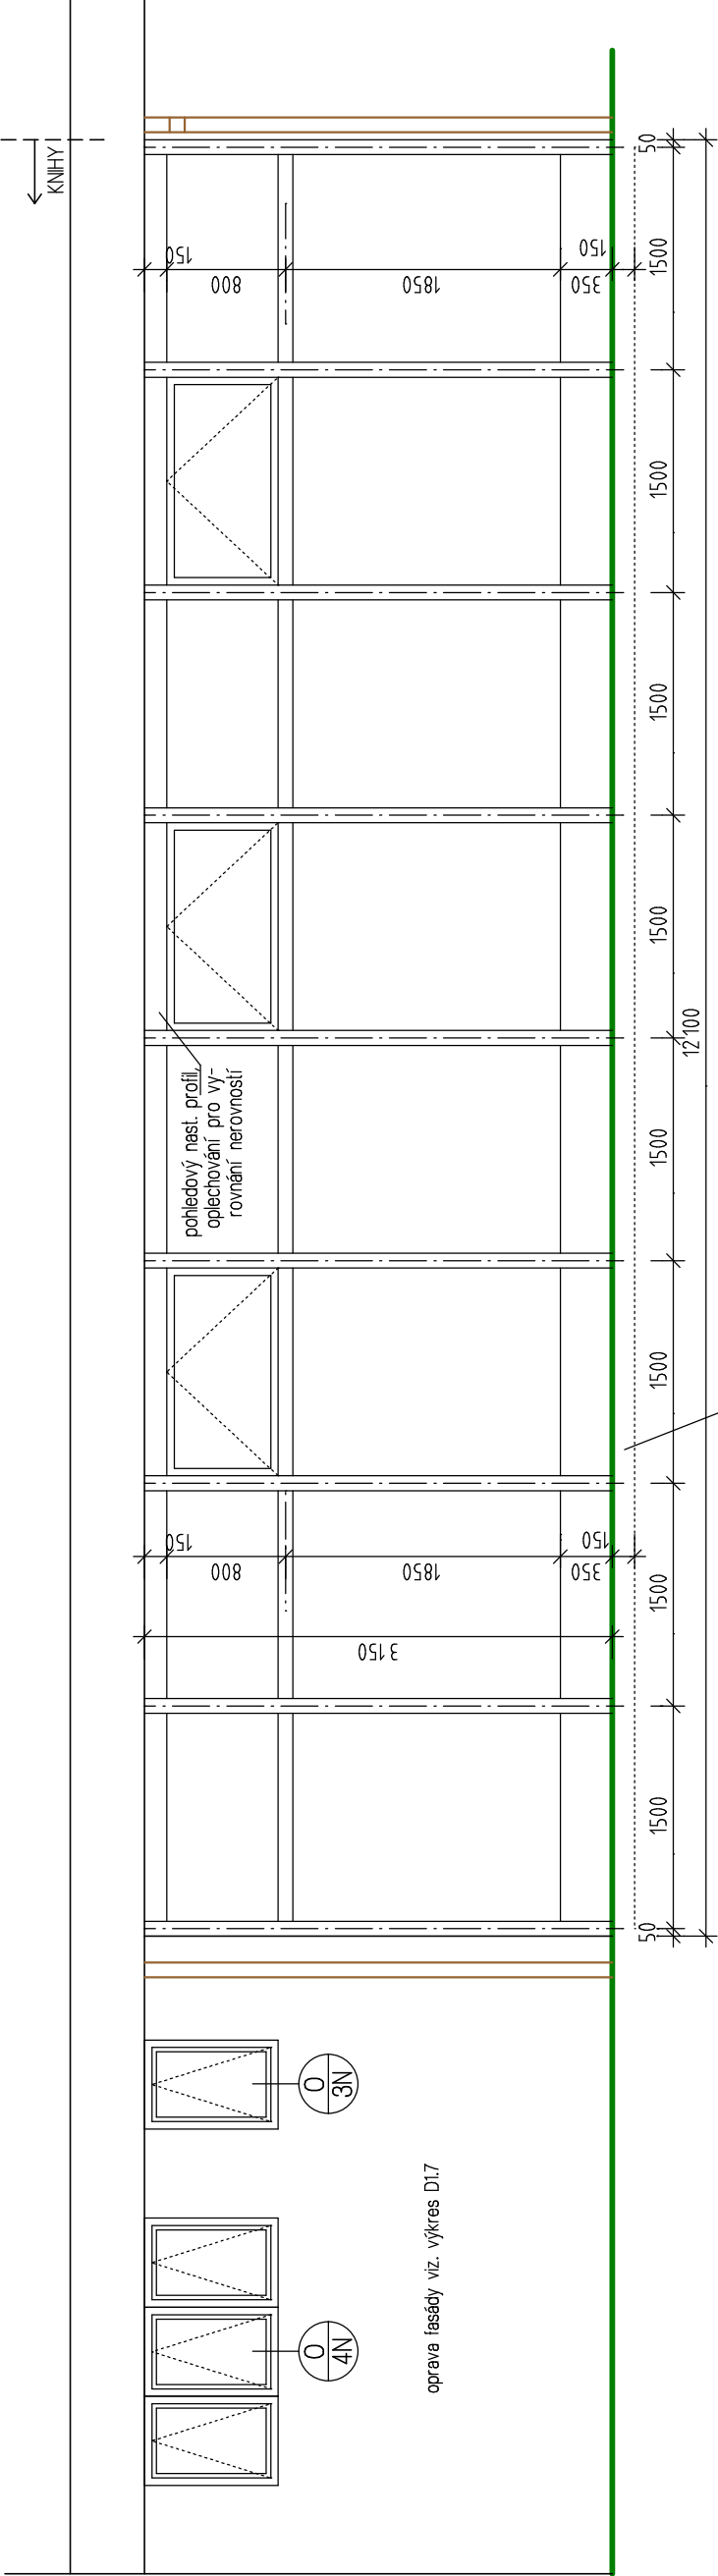 KNIHY
50
1500
1500
1500
1500
1500
1500
1500
1500
50
12 100
150
800
1850
350
150
150
800
1850
350
150
3 150
pohledový nast. profil,
oplechování pro vy-
rovnání nerovností
O
3N
O
4N
oprava fasády viz. výkres D1.7